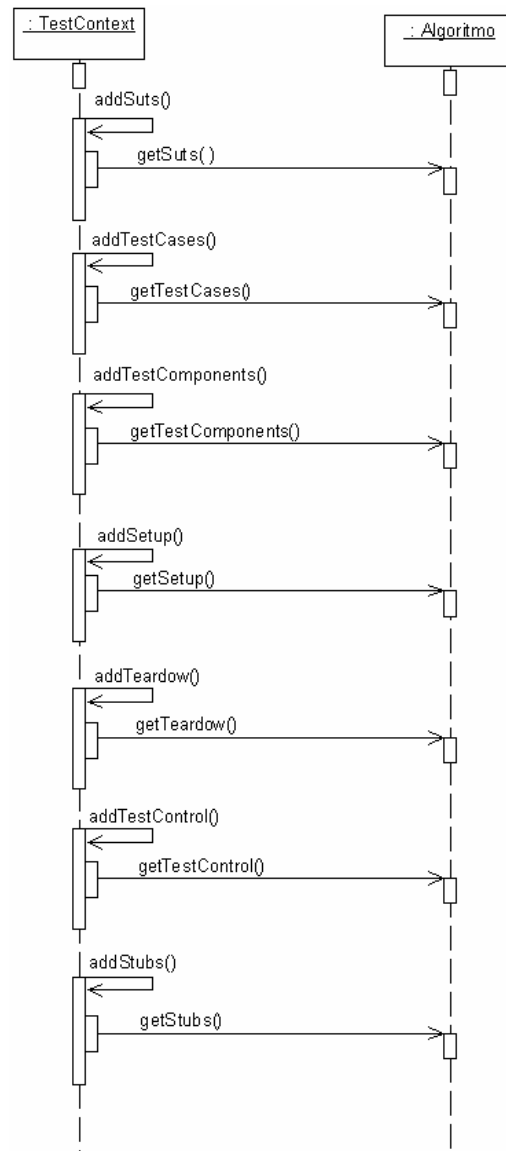 : TestContext
: Algoritmo
addSuts()
getSuts( )
addTestCases()
getTestCases()
addTestComponents()
getTestComponents()
addSetup()
getSetup()
addTeardow()
getTeardow()
addTestControl()
getTestControl()
addStubs()
getStubs()